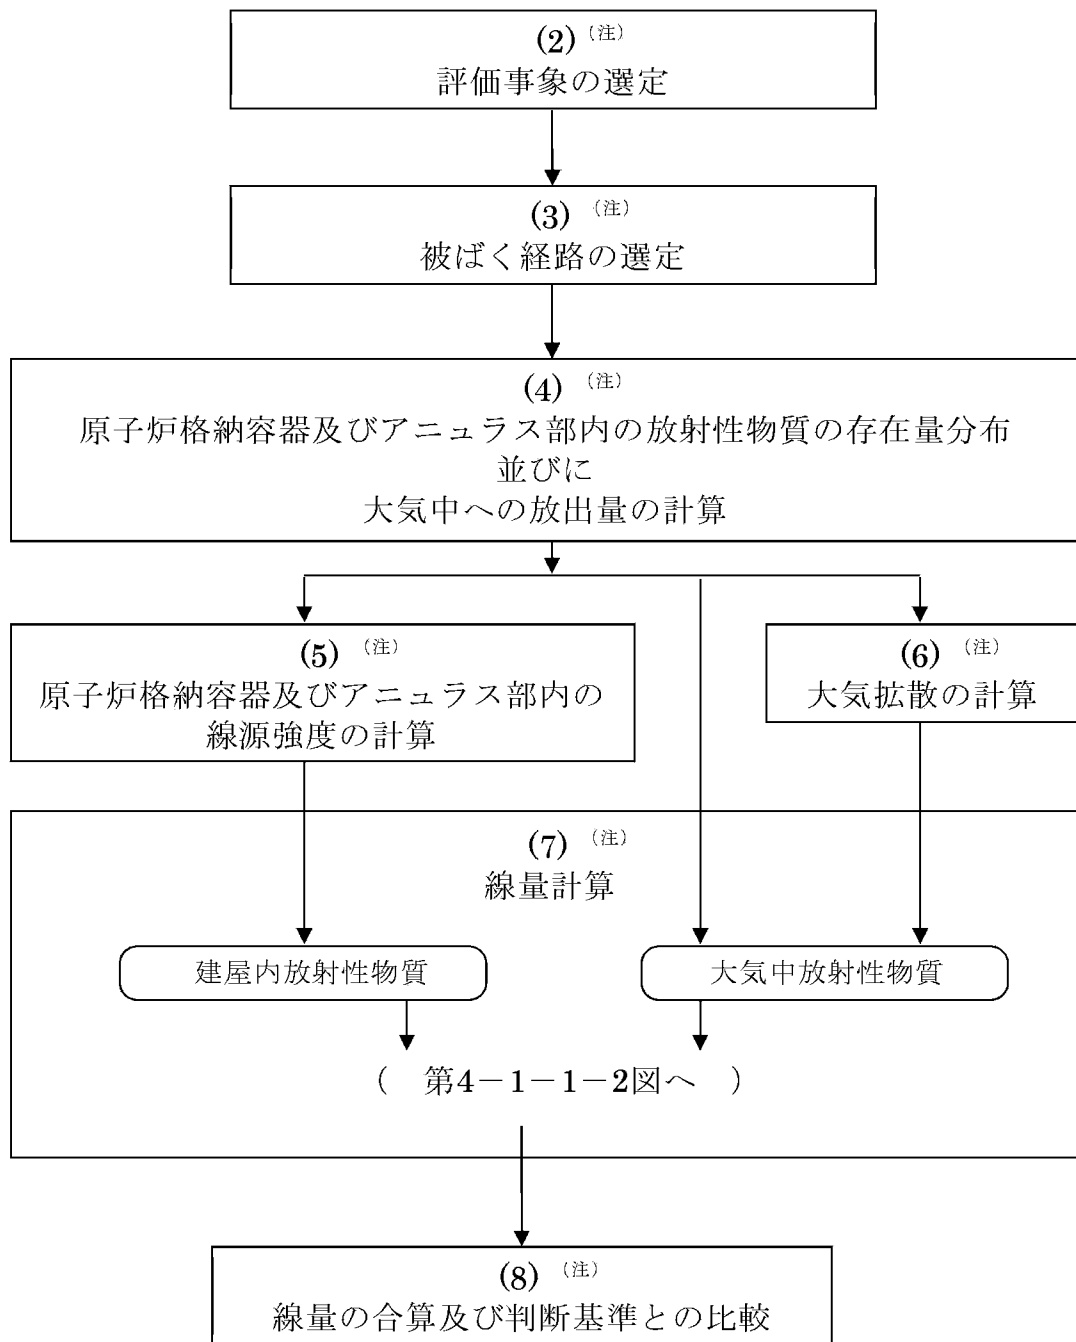 (2) (注)
評価事象の選定
(3) (注)
被ばく経路の選定
(4) (注)
原子炉格納容器及びアニュラス部内の放射性物質の存在量分布
並びに
大気中への放出量の計算
(5) (注)
原子炉格納容器及びアニュラス部内の
線源強度の計算
(6) (注)
大気拡散の計算
(7) (注)
線量計算
建屋内放射性物質
大気中放射性物質
( 第4-1-1-2図へ )
(8) (注)
線量の合算及び判断基準との比較